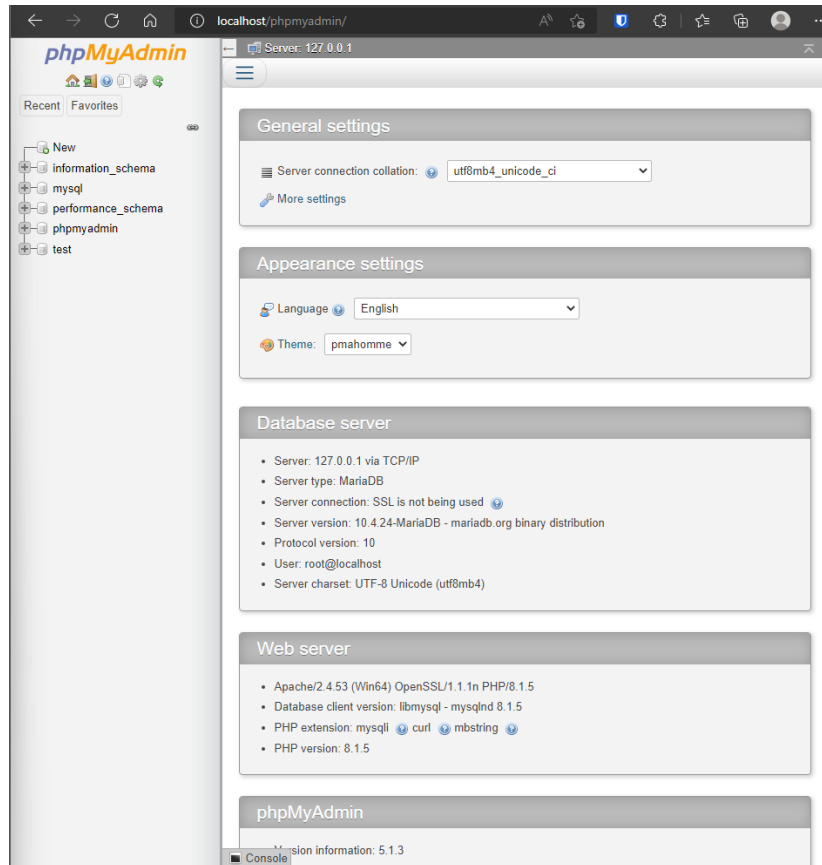 localhost/phpmyadmin/
phpMyAdmin
Recent Favorites
New
information_schema
mysql
performance_schema
phpmyadmin
test
Server: 127.0.0.1
General settings
Server connection collation: utf8mb4_unicode_ci
More settings
Appearance settings
Language English
Theme: pmahomme
Database server
Server: 127.0.0.1 via TCP/IP
Server type: MariaDB
Server connection: SSL is not being used
Server version: 10.4.24-MariaDB - mariadb.org binary distribution
Protocol version: 10
User: root@localhost
Server charset: UTF-8 Unicode (utf8mb4)
Web server
Apache/2.4.53 (Win64) OpenSSL/1.1.1n PHP/8.1.5
Database client version: libmysql - mysqlnd 8.1.5
PHP extension: mysqli curl mbstring
PHP version: 8.1.5
phpMyAdmin
information: 5.1.3
Console